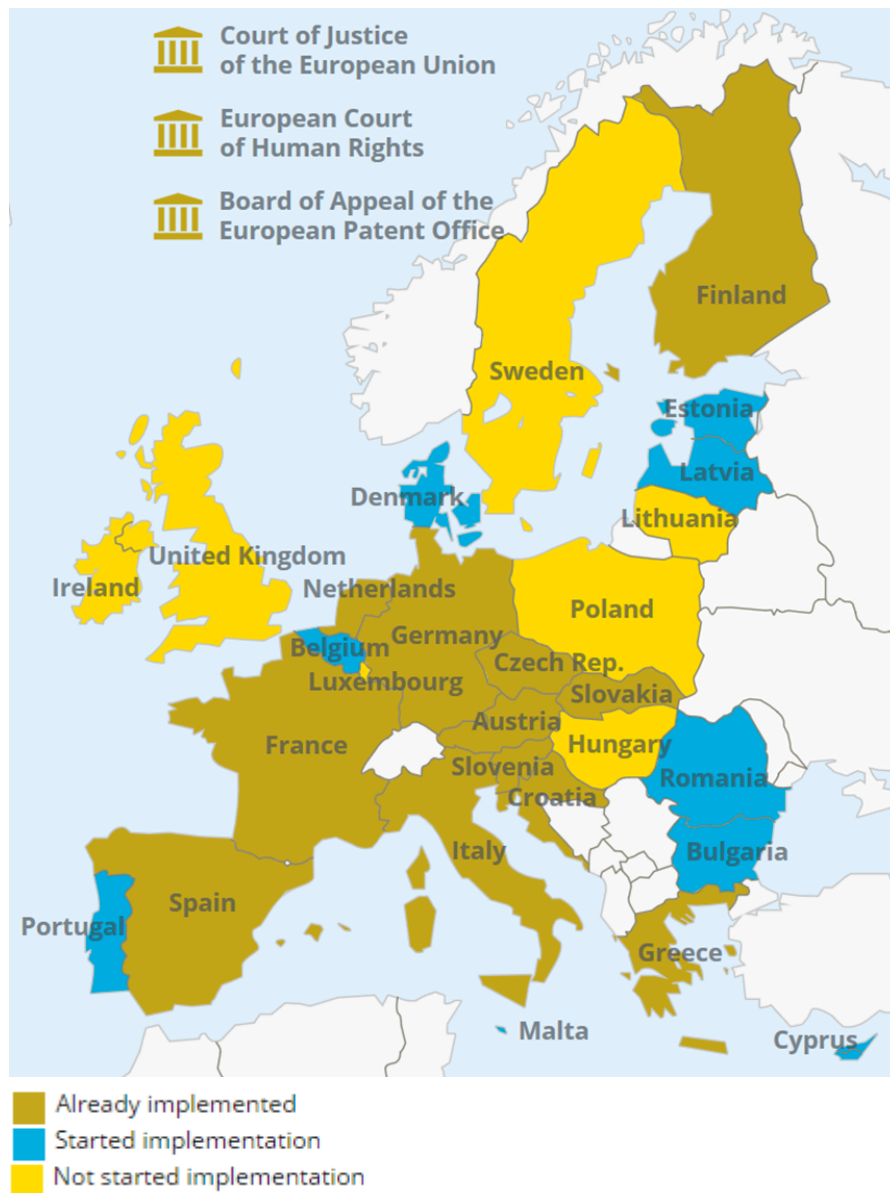 Court of Justice
of the European Union
European Court
of Human Rights
Board of Appeal of the
European Patent Office
Finland
Sweden
Estonia
Latvia
Denmark
Lithuania
United Kingdom
Ireland
Netherlands
Poland
Germany
Belgium
Czech Rep.
Luxembourg
Slovakia
Austria
France
Hungary
Slovenia
Romania
Croatia
Italy
Bulgaria
Spain
Portugal
Greece
Malta
Cyprus
Already implemented
Started implementation
Not started implementation